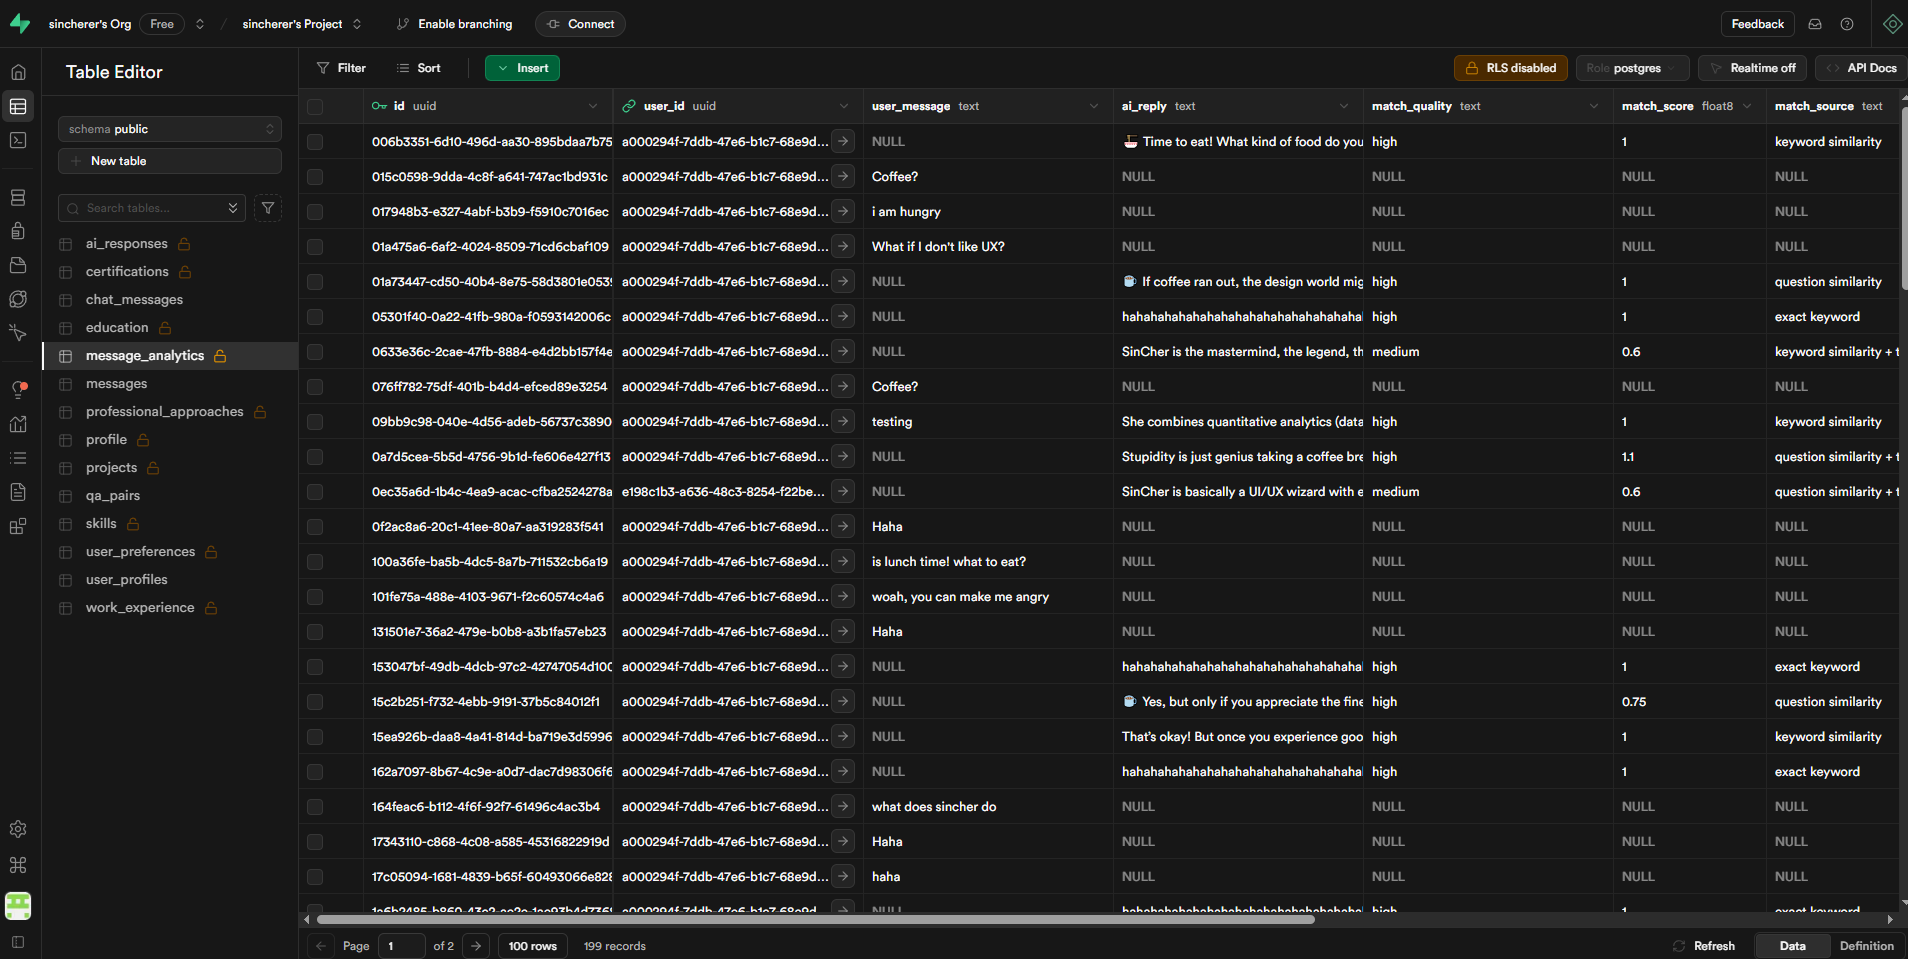 sincherer's Org Free / sincherer's Project Enable branching Connect Feedback
Table Editor
Filter Sort Insert RLS disabled Role postgres Realtime off API Docs
schema public
New table
Search tables...
ai_responses
certifications
chat_messages
education
message_analytics
messages
professional_approaches
profile
projects
qa_pairs
skills
user_preferences
user_profiles
work_experience
id uuid user_id uuid user_message text ai_reply text match_quality text match_score float8 match_source text
006b3351-6d10-496d-aa30-895bdaa7b75 a000294f-7ddb-47e6-b1c7-68e9d... NULL 🍜 Time to eat! What kind of food do you high 1 keyword similarity
015c0598-9dda-4c8f-a641-747ac1bd931c a000294f-7ddb-47e6-b1c7-68e9d... Coffee? NULL NULL NULL NULL
017948b3-e327-4abf-b3b9-f5910c7016ec a000294f-7ddb-47e6-b1c7-68e9d... i am hungry NULL NULL NULL NULL
01a475a6-6af2-4024-8509-71cd6cbaf109 a000294f-7ddb-47e6-b1c7-68e9d... What if I don't like UX? NULL NULL NULL NULL
01a73447-cd50-40b4-8e75-58d3801e053 a000294f-7ddb-47e6-b1c7-68e9d... NULL ☕ If coffee ran out, the design world mig high 1 question similarity
05301f40-0a22-41fb-980a-f0593142006c a000294f-7ddb-47e6-b1c7-68e9d... NULL hahahahahahahahahahahahahahahahahaha high 1 exact keyword
0633e36c-2cae-47fb-8884-e4d2bb157f4e a000294f-7ddb-47e6-b1c7-68e9d... NULL SinCher is the mastermind, the legend, th medium 0.6 keyword similarity + t
076ff782-75df-401b-b4d4-efced89e3254 a000294f-7ddb-47e6-b1c7-68e9d... Coffee? NULL NULL NULL NULL
09bb9c98-040e-4d56-adeb-56737c3890 a000294f-7ddb-47e6-b1c7-68e9d... testing She combines quantitative analytics (data high 1 keyword similarity
0a7d5cea-5b5d-4756-9b1d-fe606e427f13 a000294f-7ddb-47e6-b1c7-68e9d... NULL Stupidity is just genius taking a coffee bre high 1.1 question similarity + t
0ec35a6d-1b4c-4ea9-acac-cfba2524278a e198c1b3-a636-48c3-8254-f22be... NULL SinCher is basically a UI/UX wizard with e medium 0.6 question similarity + t
0f2ac8a6-20c1-41ee-80a7-aa319283f541 a000294f-7ddb-47e6-b1c7-68e9d... Haha NULL NULL NULL NULL
100a36fe-ba5b-4dc5-8a7b-711532cb6a19 a000294f-7ddb-47e6-b1c7-68e9d... is lunch time! what to eat? NULL NULL NULL NULL
101fe75a-488e-4103-9671-f2c60574c4a6 a000294f-7ddb-47e6-b1c7-68e9d... woah, you can make me angry NULL NULL NULL NULL
131501e7-36a2-479e-b0b8-a3b1fa57eb23 a000294f-7ddb-47e6-b1c7-68e9d... Haha NULL NULL NULL NULL
153047bf-49db-4dcb-97c2-42747054d100 a000294f-7ddb-47e6-b1c7-68e9d... NULL hahahahahahahahahahahahahahahahahaha high 1 exact keyword
15c2b251-f732-4ebb-9191-37b5c84012f1 a000294f-7ddb-47e6-b1c7-68e9d... NULL ☕ Yes, but only if you appreciate the fine high 0.75 question similarity
15ea926b-daa8-4a41-814d-ba719e3d5996 a000294f-7ddb-47e6-b1c7-68e9d... NULL That's okay! But once you experience goo high 1 keyword similarity
162a7097-8b67-4c9e-a0d7-dac7d98306f6 a000294f-7ddb-47e6-b1c7-68e9d... NULL hahahahahahahahahahahahahahahahahaha high 1 exact keyword
164feac6-b112-4f6f-92f7-61496c4ac3b4 a000294f-7ddb-47e6-b1c7-68e9d... what does sincher do NULL NULL NULL NULL
17343110-c868-4c08-a585-45316822919d a000294f-7ddb-47e6-b1c7-68e9d... Haha NULL NULL NULL NULL
17c05094-1681-4839-b65f-60493066e828 a000294f-7ddb-47e6-b1c7-68e9d... haha NULL NULL NULL NULL
Page 1 of 2 100 rows 199 records Refresh Data Definition